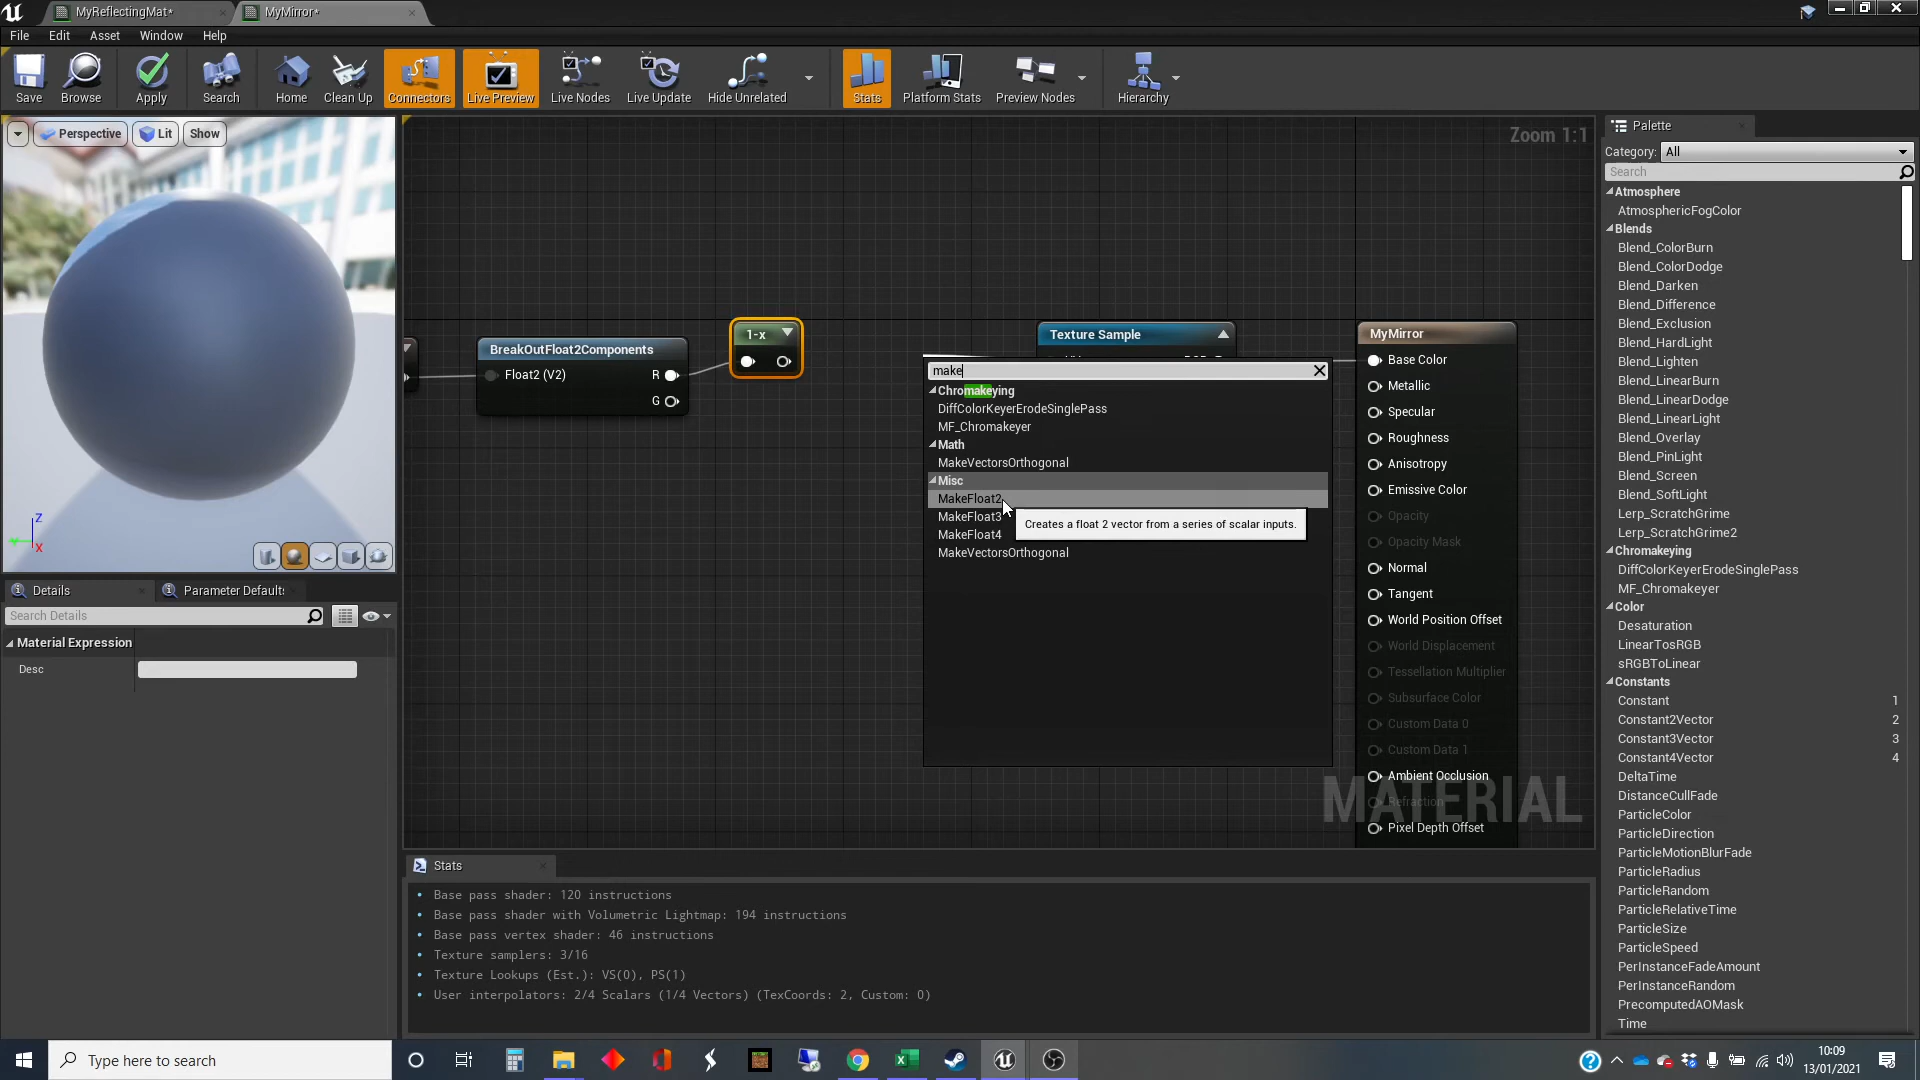 MyReflectingMat*
MyMirror*
File Edit Asset Window Help
Save Browse Apply Search Home Clean Up Connectors Live Preview Live Nodes Live Update Hide Unrelated Stats Platform Stats Preview Nodes Hierarchy
Perspective Lit Show
Zoom 1:1
Z
X
BreakOutFloat2Components
Float2 (V2) R
G
1-x
Texture Sample
make
Chromakeying
DiffColorKeyerErodeSinglePass
MF_Chromakeyer
Math
MakeVectorsOrthogonal
Misc
MakeFloat2
MakeFloat3
MakeFloat4
MakeVectorsOrthogonal
Creates a float 2 vector from a series of scalar inputs.
MyMirror
Base Color
Metallic
Specular
Roughness
Anisotropy
Emissive Color
Opacity
Opacity Mask
Normal
Tangent
World Position Offset
World Displacement
Tessellation Multiplier
Subsurface Color
Custom Data 0
Custom Data 1
Ambient Occlusion
Refraction
Pixel Depth Offset
MATERIAL
Details
Parameter Default
Search Details
Material Expression
Desc
Stats
Base pass shader: 120 instructions
Base pass shader with Volumetric Lightmap: 194 instructions
Base pass vertex shader: 46 instructions
Texture samplers: 3/16
Texture Lookups (Est.): VS(0), PS(1)
User interpolators: 2/4 Scalars (1/4 Vectors) (TexCoords: 2, Custom: 0)
Palette
Category: All
Search
Atmosphere
AtmosphericFogColor
Blends
Blend_ColorBurn
Blend_ColorDodge
Blend_Darken
Blend_Difference
Blend_Exclusion
Blend_HardLight
Blend_Lighten
Blend_LinearBurn
Blend_LinearDodge
Blend_LinearLight
Blend_Overlay
Blend_PinLight
Blend_Screen
Blend_SoftLight
Lerp_ScratchGrime
Lerp_ScratchGrime2
Chromakeying
DiffColorKeyerErodeSinglePass
MF_Chromakeyer
Color
Desaturation
LinearTosRGB
sRGBToLinear
Constants
Constant 1
Constant2Vector 2
Constant3Vector 3
Constant4Vector 4
DeltaTime
DistanceCullFade
ParticleColor
ParticleDirection
ParticleMotionBlurFade
ParticleRadius
ParticleRandom
ParticleRelativeTime
ParticleSize
ParticleSpeed
PerInstanceFadeAmount
PerInstanceRandom
PrecomputedAOMask
Time
Type here to search
10:09
13/01/2021